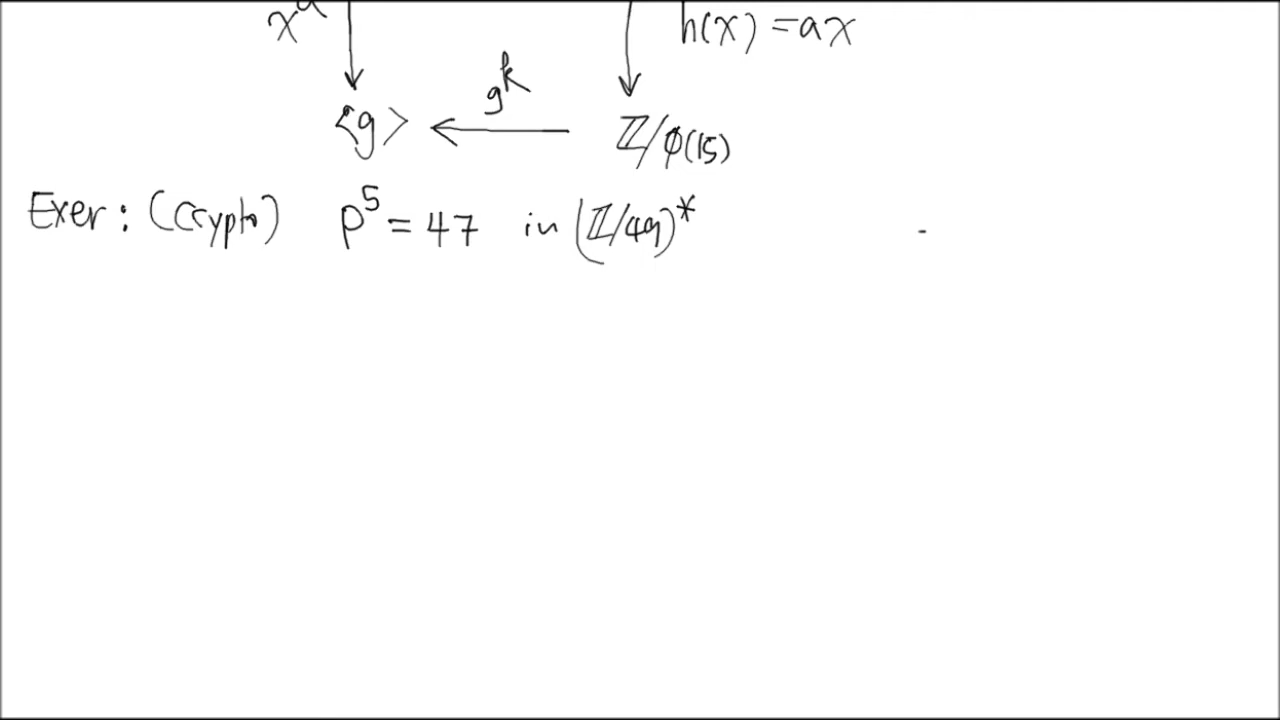 x^a h(x) = ax
g^k
<g> ℤ/φ(15)
Exer : (Crypto) P^5 = 47 in (ℤ/49)*